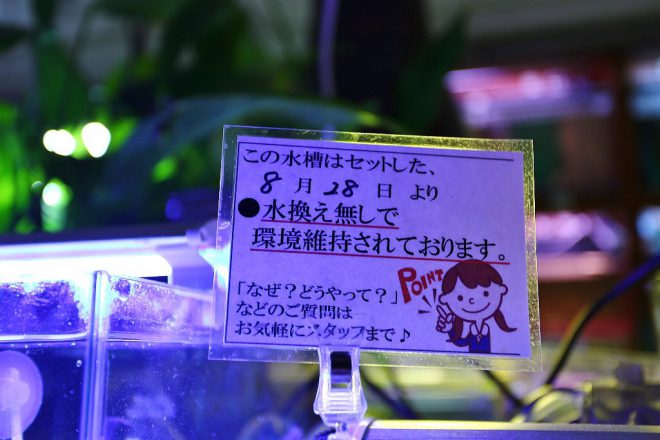 この水槽はセットした、
8月28日より
●水換え無しで
環境維持されております。
「なぜ？どうやって？」
などのご質問は
お気軽にスタッフまで♪
POINT